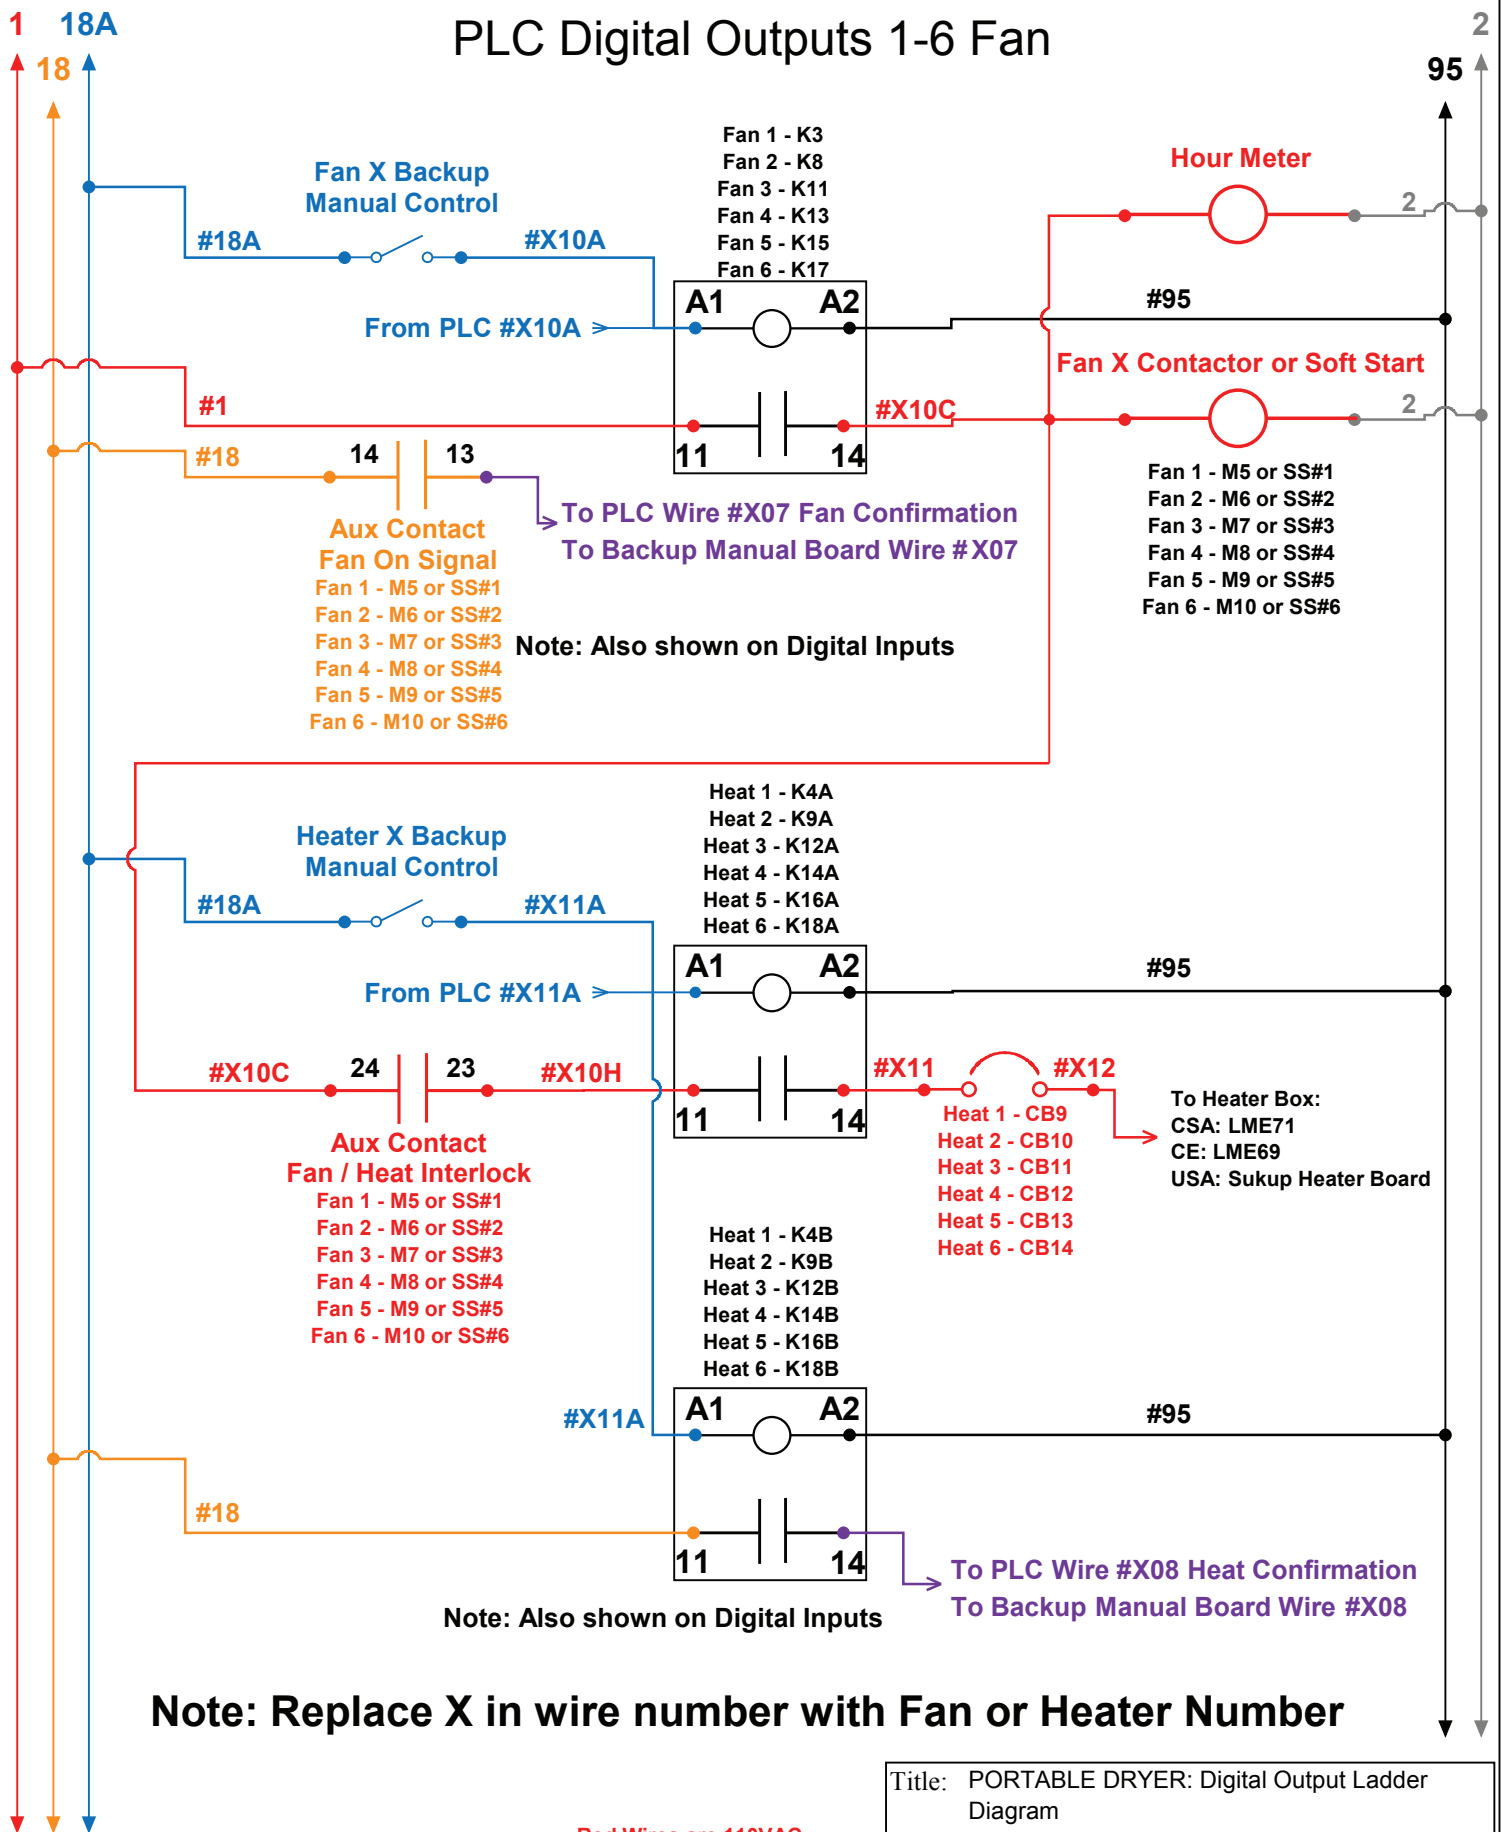 PLC Digital Outputs 1-6 Fan
1
18A
18
2
95
Fan 1 - K3
Fan 2 - K8
Fan 3 - K11
Fan 4 - K13
Fan 5 - K15
Fan 6 - K17
Fan X Backup
Manual Control
Hour Meter
#18A
#X10A
2
A1
A2
#95
From PLC #X10A
Fan X Contactor or Soft Start
#1
#X10C
2
11
14
#18
14
13
Fan 1 - M5 or SS#1
Fan 2 - M6 or SS#2
Fan 3 - M7 or SS#3
Fan 4 - M8 or SS#4
Fan 5 - M9 or SS#5
Fan 6 - M10 or SS#6
To PLC Wire #X07 Fan Confirmation
To Backup Manual Board Wire #X07
Aux Contact
Fan On Signal
Fan 1 - M5 or SS#1
Fan 2 - M6 or SS#2
Fan 3 - M7 or SS#3
Fan 4 - M8 or SS#4
Fan 5 - M9 or SS#5
Fan 6 - M10 or SS#6
Note: Also shown on Digital Inputs
Heat 1 - K4A
Heat 2 - K9A
Heat 3 - K12A
Heat 4 - K14A
Heat 5 - K16A
Heat 6 - K18A
Heater X Backup
Manual Control
#18A
#X11A
A1
A2
#95
From PLC #X11A
#X10C
24
23
#X10H
11
14
#X11
#X12
Heat 1 - CB9
Heat 2 - CB10
Heat 3 - CB11
Heat 4 - CB12
Heat 5 - CB13
Heat 6 - CB14
To Heater Box:
CSA: LME71
CE: LME69
USA: Sukup Heater Board
Aux Contact
Fan / Heat Interlock
Fan 1 - M5 or SS#1
Fan 2 - M6 or SS#2
Fan 3 - M7 or SS#3
Fan 4 - M8 or SS#4
Fan 5 - M9 or SS#5
Fan 6 - M10 or SS#6
Heat 1 - K4B
Heat 2 - K9B
Heat 3 - K12B
Heat 4 - K14B
Heat 5 - K16B
Heat 6 - K18B
#X11A
A1
A2
#95
#18
11
14
To PLC Wire #X08 Heat Confirmation
To Backup Manual Board Wire #X08
Note: Also shown on Digital Inputs
Note: Replace X in wire number with Fan or Heater Number
Title: PORTABLE DRYER: Digital Output Ladder
Diagram
Red Wires are 110VAC